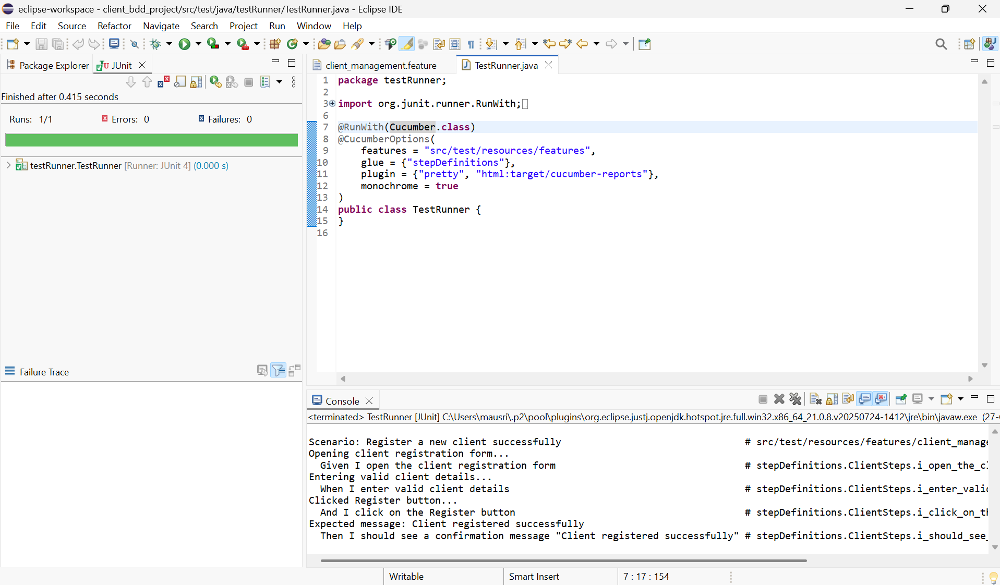 eclipse-workspace - client_bdd_project/src/test/java/testRunner/TestRunner.java - Eclipse IDE
File Edit Source Refactor Navigate Search Project Run Window Help
Package Explorer
JUnit
Finished after 0.415 seconds
Runs: 1/1 Errors: 0 Failures: 0
testRunner.TestRunner [Runner: JUnit 4] (0.000 s)
Failure Trace
client_management.feature
TestRunner.java
1 package testRunner;
2
3 import org.junit.runner.RunWith;
6
7 @RunWith(Cucumber.class)
8 @CucumberOptions(
9     features = "src/test/resources/features",
10     glue = {"stepDefinitions"},
11     plugin = {"pretty", "html:target/cucumber-reports"},
12     monochrome = true
13 )
14 public class TestRunner {
15 }
16
Console
<terminated> TestRunner [JUnit] C:\Users\mausri\.p2\pool\plugins\org.eclipse.justj.openjdk.hotspot.jre.full.win32.x86_64_21.0.8.v20250724-1412\jre\bin\javaw.exe (27-
Scenario: Register a new client successfully # src/test/resources/features/client_manage
Opening client registration form...
  Given I open the client registration form # stepDefinitions.ClientSteps.i_open_the_c
Entering valid client details...
  When I enter valid client details # stepDefinitions.ClientSteps.i_enter_valid
Clicked Register button...
  And I click on the Register button # stepDefinitions.ClientSteps.i_click_on_th
Expected message: Client registered successfully
  Then I should see a confirmation message "Client registered successfully" # stepDefinitions.ClientSteps.i_should_see_
Writable
Smart Insert
7 : 17 : 154